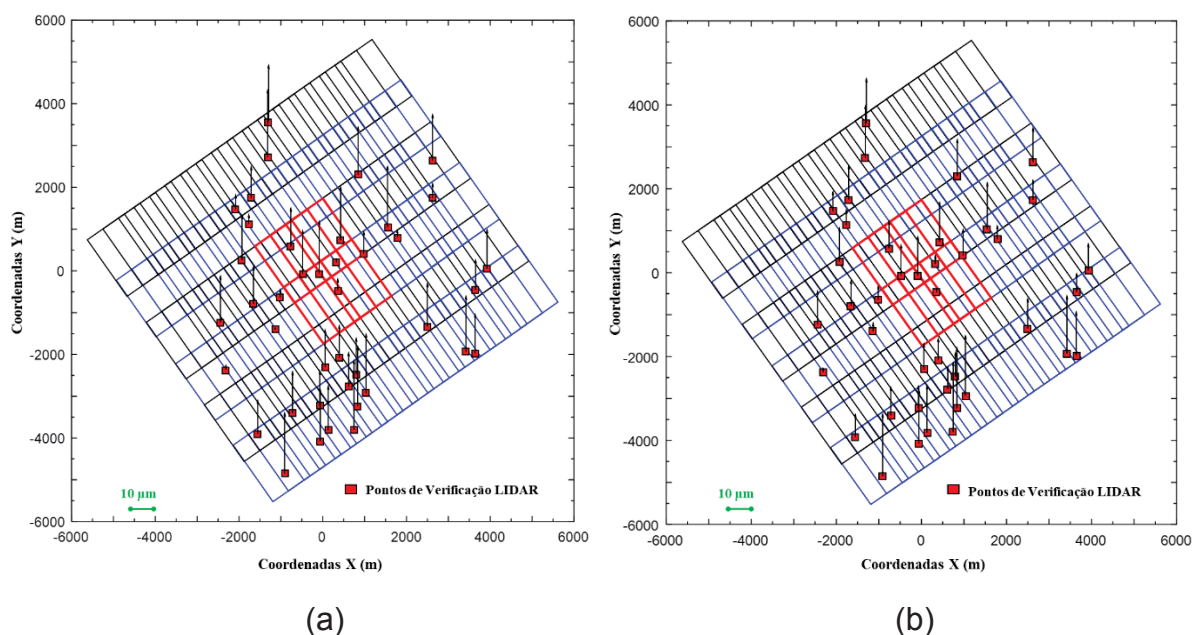 6000
4000
2000
0
-2000
-4000
-6000
Coordenadas Y (m)
10 µm
Pontos de Verificação LIDAR
-6000 -4000 -2000 0 2000 4000 6000
Coordenadas X (m)
(a)
6000
4000
2000
0
-2000
-4000
-6000
Coordenadas Y (m)
10 µm
Pontos de Verificação LIDAR
-6000 -4000 -2000 0 2000 4000 6000
Coordenadas X (m)
(b)